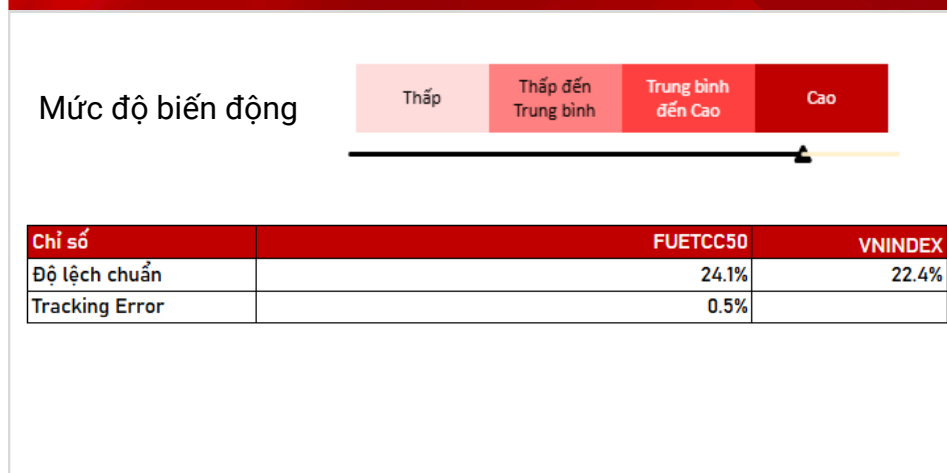 Mức độ biến động
Thấp
Thấp đến
Trung bình
Trung bình
đến Cao
Cao
Chỉ số FUETCC50 VNINDEX
Độ lệch chuẩn 24.1% 22.4%
Tracking Error 0.5%